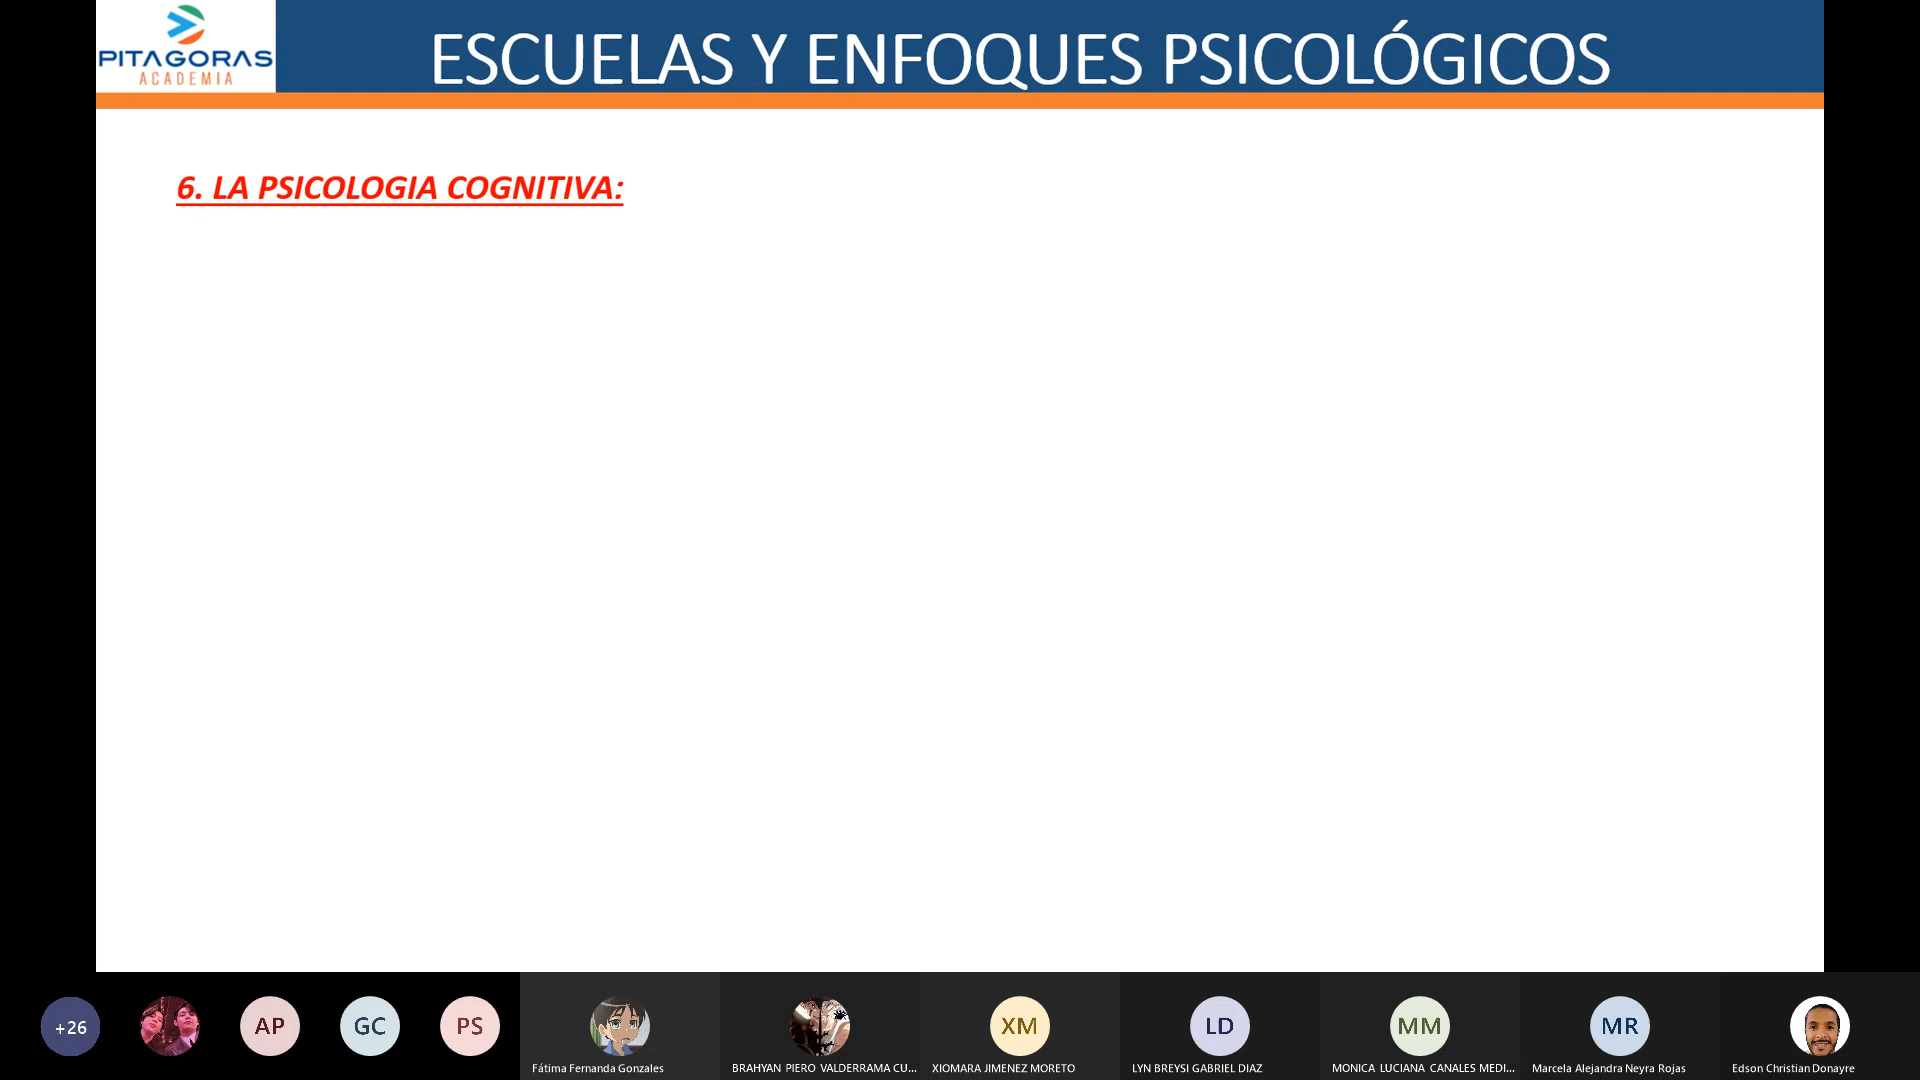 PITAGORAS
ACADEMIA
ESCUELAS Y ENFOQUES PSICOLÓGICOS
6. LA PSICOLOGIA COGNITIVA:
+26
AP
GC
PS
XM
LD
MM
MR
Fátima Fernanda Gonzales
BRAHYAN PIERO VALDERRAMA CU...
XIOMARA JIMENEZ MORETO
LYN BREYSI GABRIEL DIAZ
MONICA LUCIANA CANALES MEDI...
Marcela Alejandra Neyra Rojas
Edson Christian Donayre